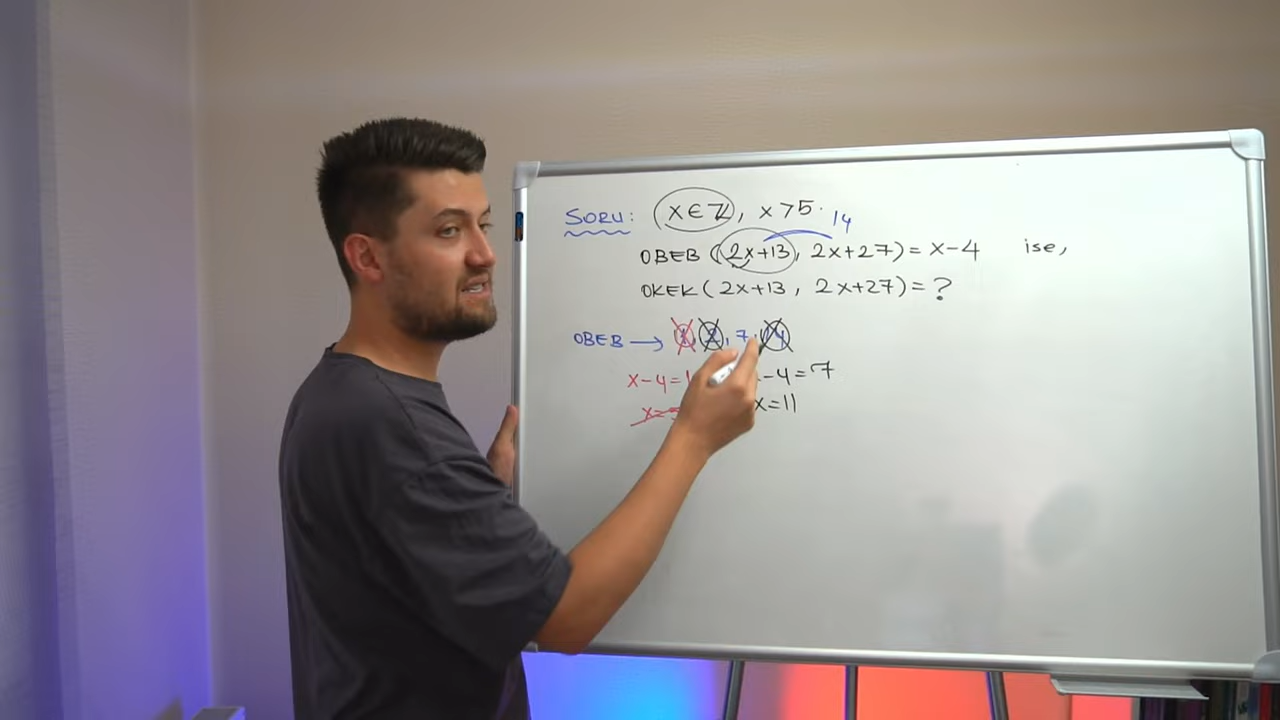 SORU: x∈ℤ, x>5.
14
OBEB (2x+13, 2x+27) = x-4 ise,
OKEK (2x+13, 2x+27) = ?
OBEB → 1, 2, 7, 14
x-4=1 -4=7
x= x=11